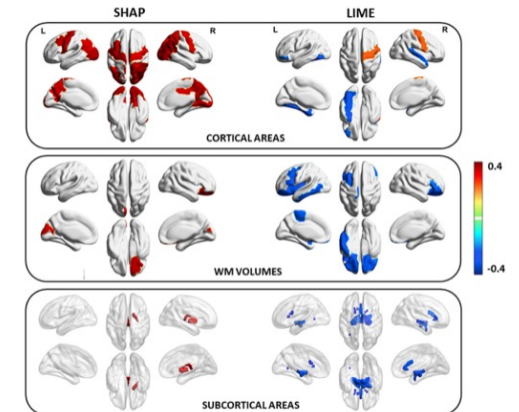 SHAP LIME
L R L R
CORTICAL AREAS
0.4
-0.4
WM VOLUMES
SUBCORTICAL AREAS